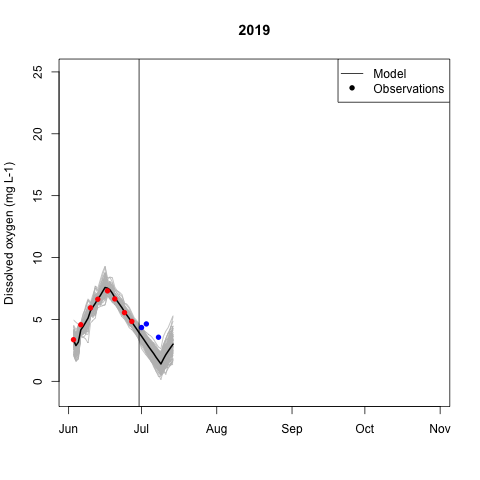 2019
Dissolved oxygen (mg L-1)
25
20
15
10
5
0
Model
Observations
Jun Jul Aug Sep Oct Nov